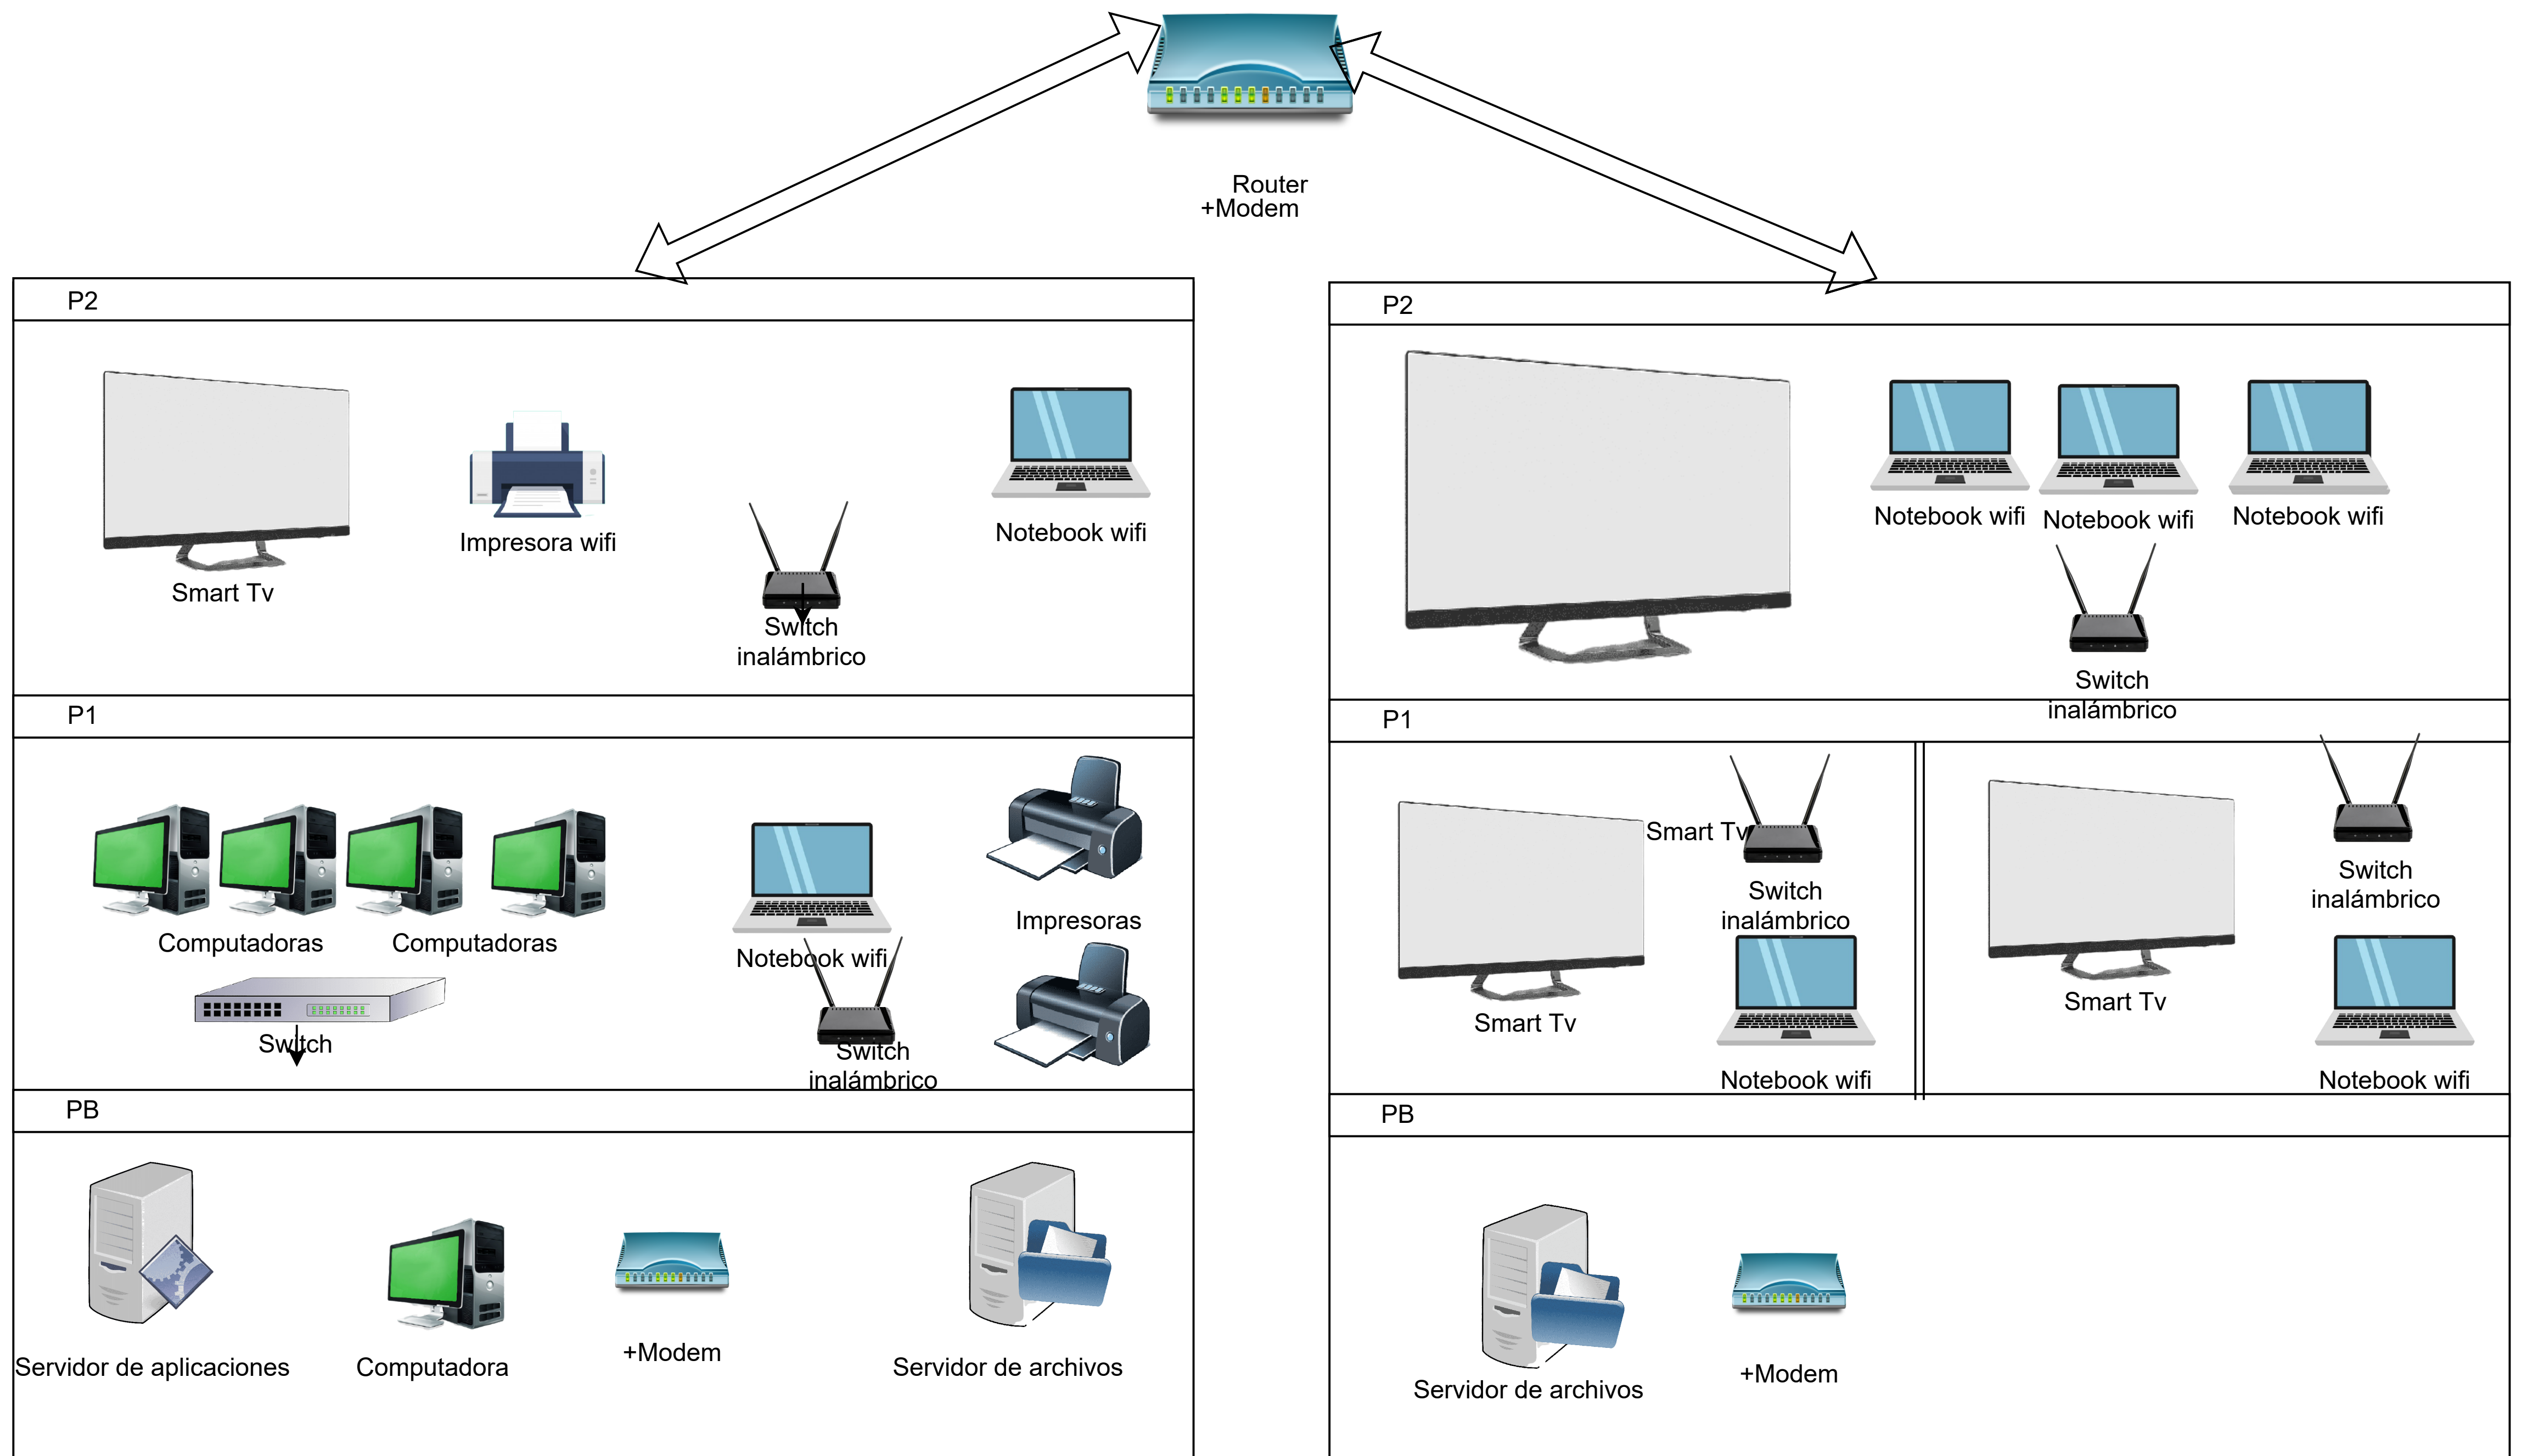 Router
+Modem
P2
Smart Tv
Impresora wifi
Switch
inalámbrico
Notebook wifi
P1
Computadoras
Computadoras
Switch
Notebook wifi
Switch
inalámbrico
Impresoras
PB
Servidor de aplicaciones
Computadora
+Modem
Servidor de archivos
P2
Notebook wifi
Notebook wifi
Notebook wifi
Switch
inalámbrico
P1
Smart Tv
Switch
inalámbrico
Smart Tv
Notebook wifi
Switch
inalámbrico
Smart Tv
Notebook wifi
PB
Servidor de archivos
+Modem